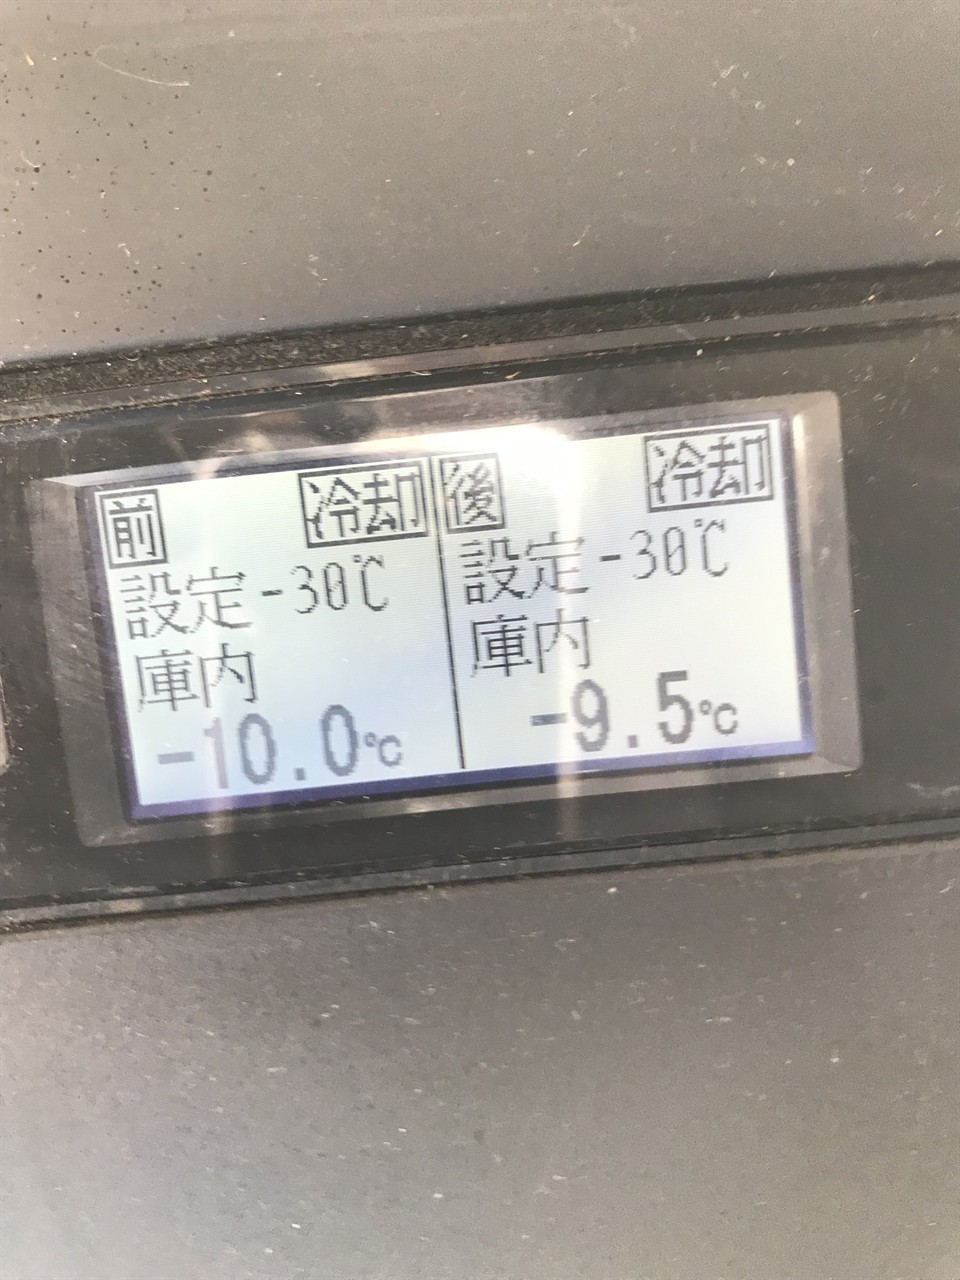 前 冷却
設定 -30℃
庫内
-10.0℃
後 冷却
設定 -30℃
庫内
-9.5℃